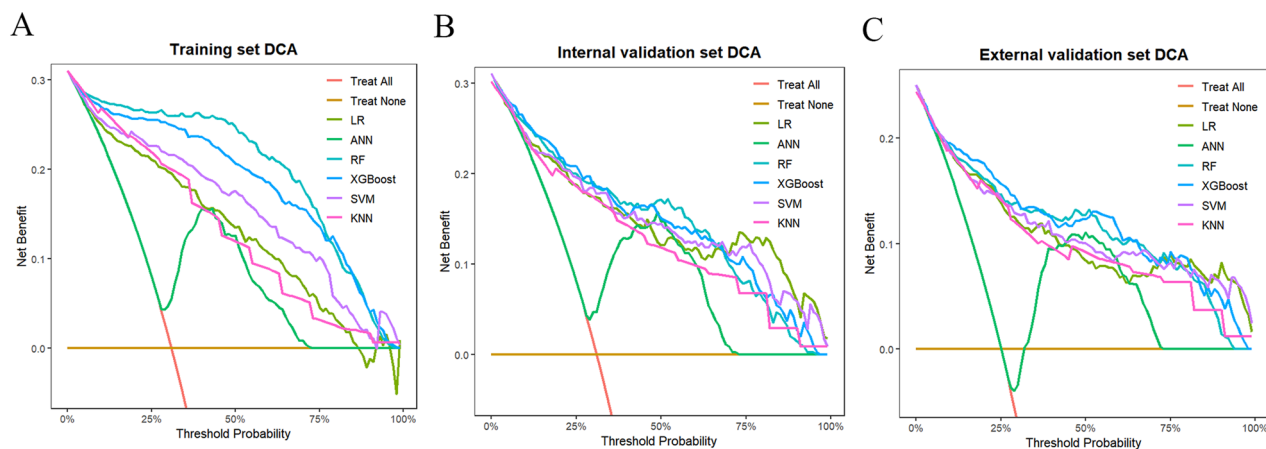 A
Training set DCA
Net Benefit
0.3
0.2
0.1
0.0
Treat All
Treat None
LR
ANN
RF
XGBoost
SVM
KNN
0%
25%
50%
75%
100%
Threshold Probability
B
Internal validation set DCA
Net Benefit
0.3
0.2
0.1
0.0
Treat All
Treat None
LR
ANN
RF
XGBoost
SVM
KNN
0%
25%
50%
75%
100%
Threshold Probability
C
External validation set DCA
Net Benefit
0.2
0.1
0.0
Treat All
Treat None
LR
ANN
RF
XGBoost
SVM
KNN
0%
25%
50%
75%
100%
Threshold Probability